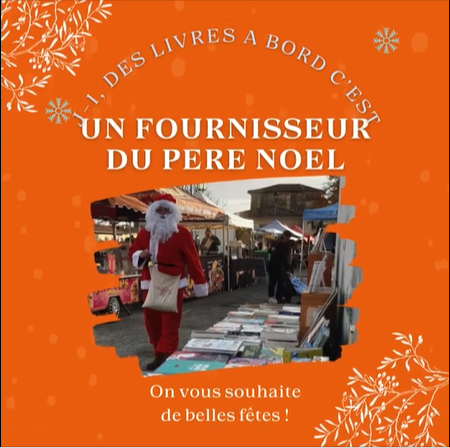 J-1, DES LIVRES A BORD C'EST
UN FOURNISSEUR
DU PERE NOEL
On vous souhaite
de belles fêtes !